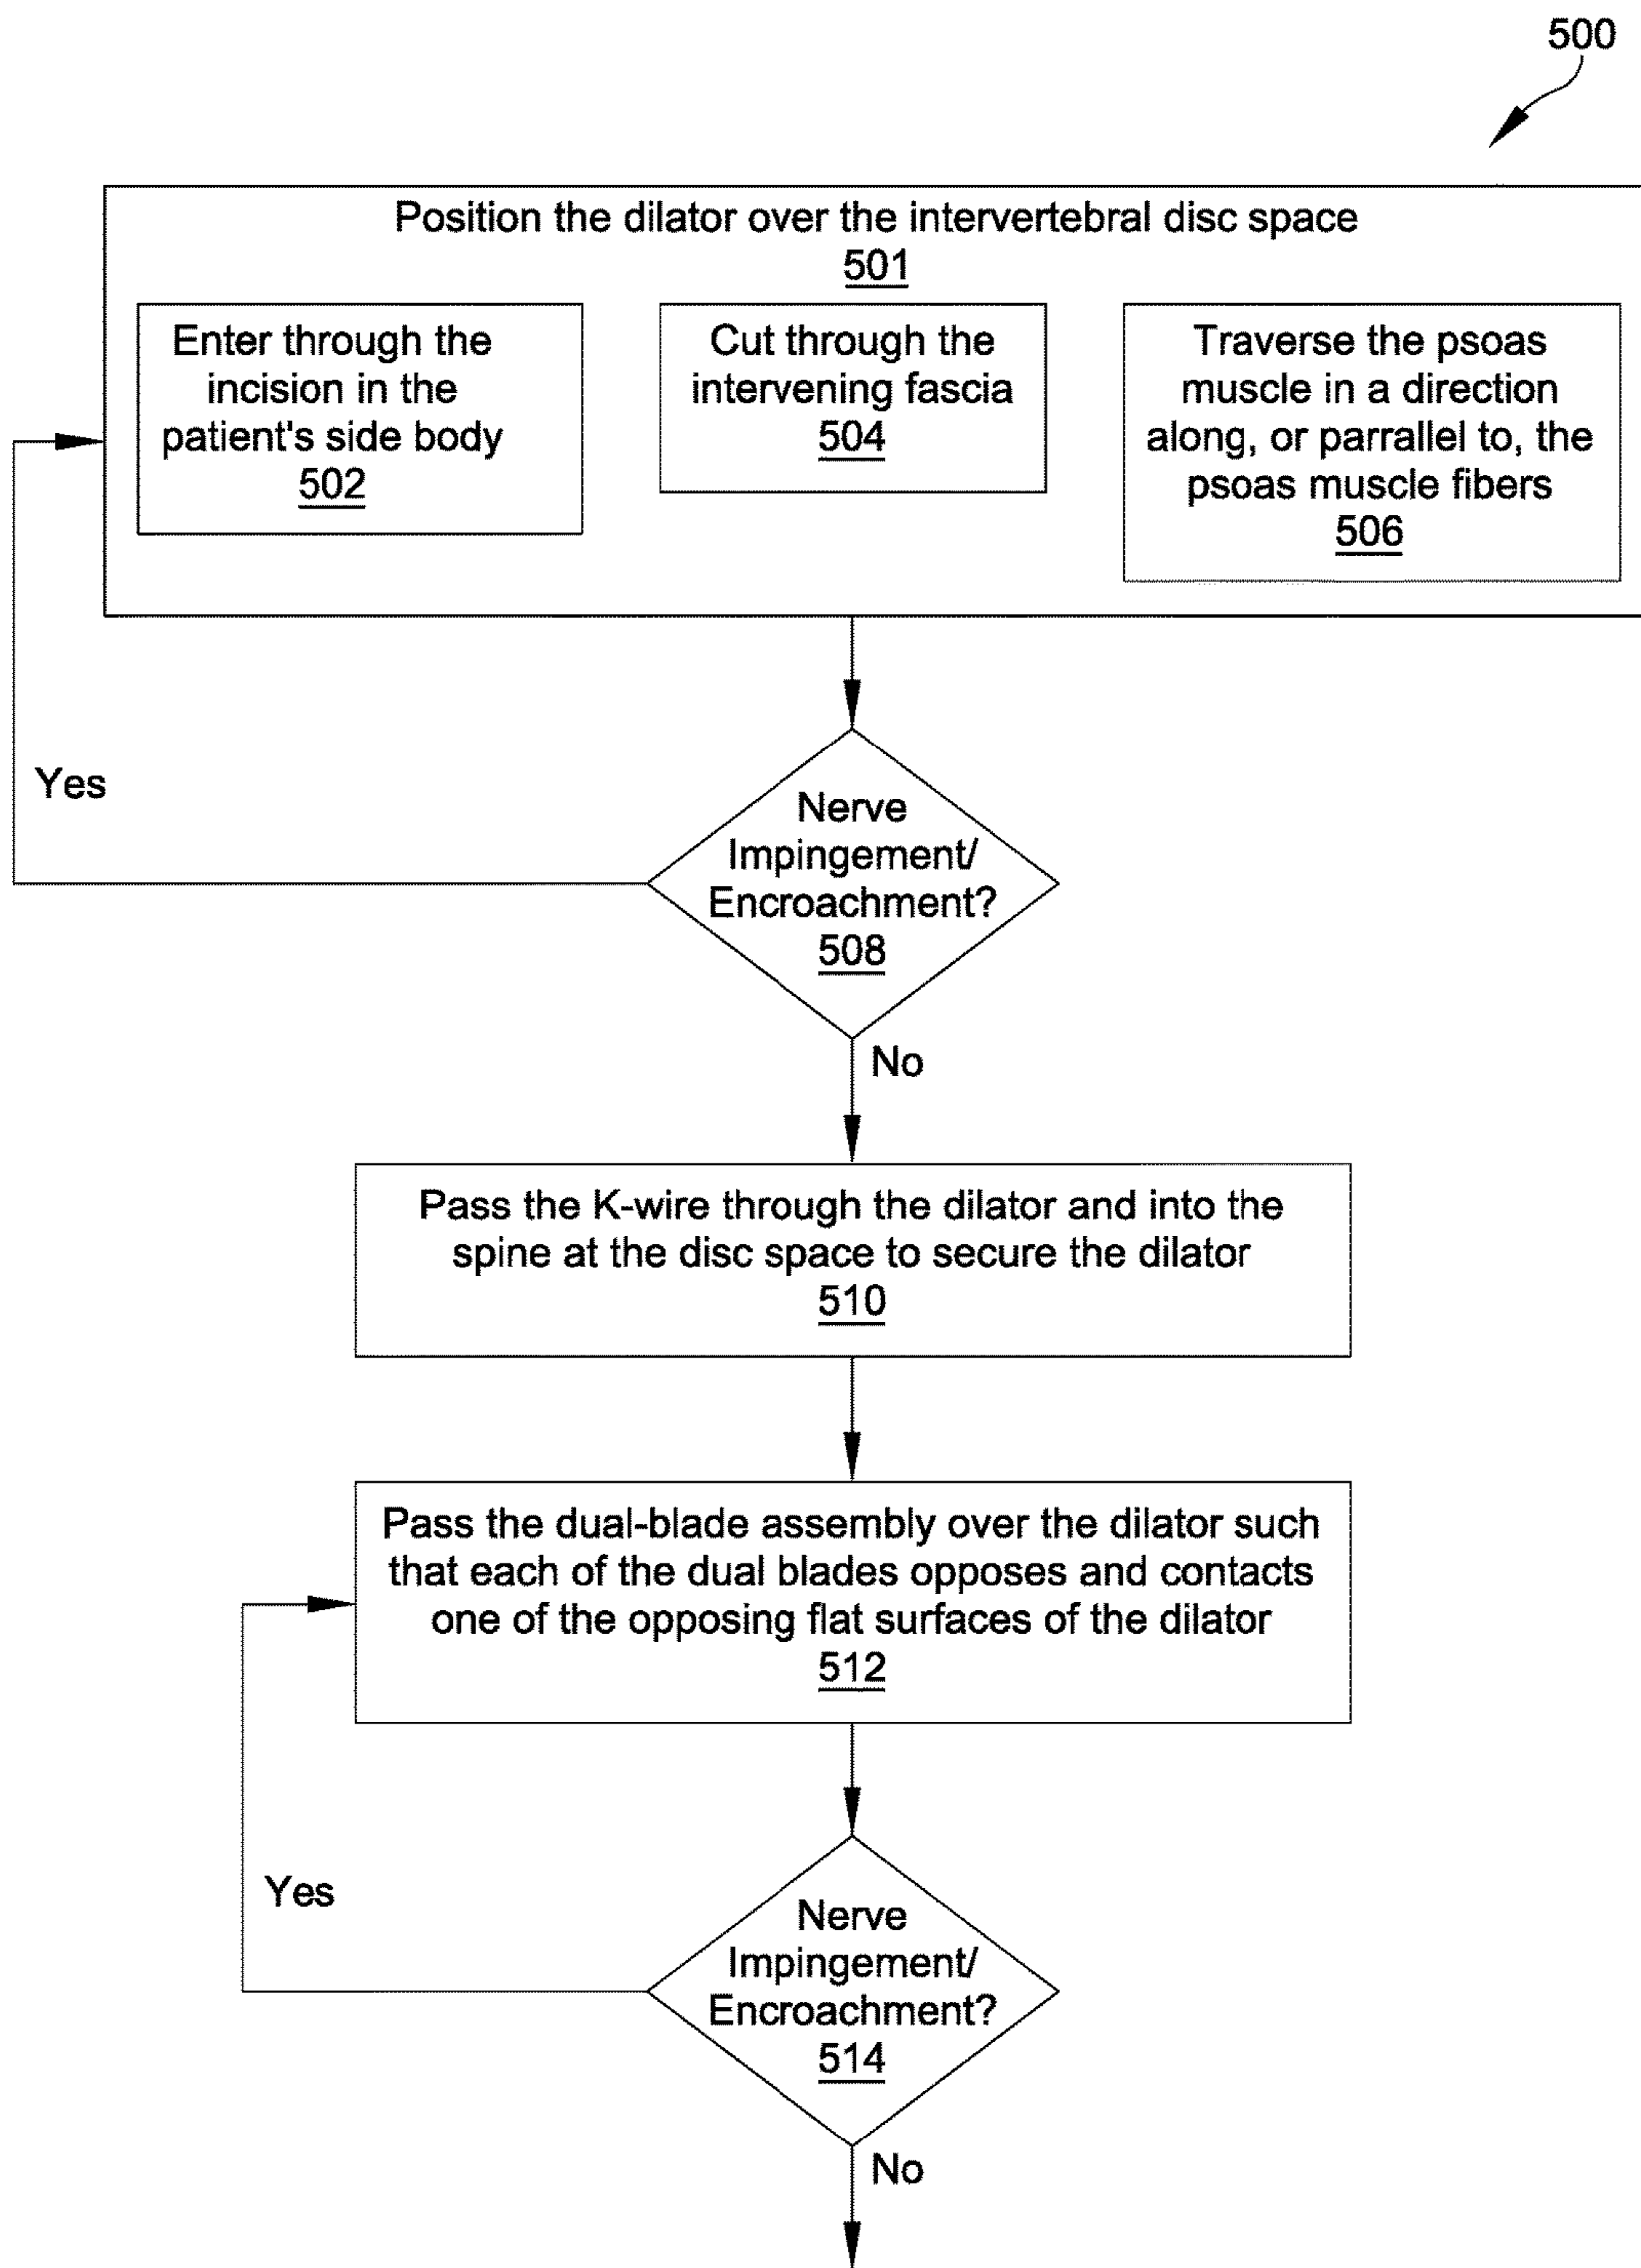 500
Position the dilator over the intervertebral disc space
501
Enter through the
incision in the
patient's side body
502
Cut through the
intervening fascia
504
Traverse the psoas
muscle in a direction
along, or parrallel to, the
psoas muscle fibers
506
Yes
Nerve
Impingement/
Encroachment?
508
No
Pass the K-wire through the dilator and into the
spine at the disc space to secure the dilator
510
Pass the dual-blade assembly over the dilator such
that each of the dual blades opposes and contacts
one of the opposing flat surfaces of the dilator
512
Yes
Nerve
Impingement/
Encroachment?
514
No